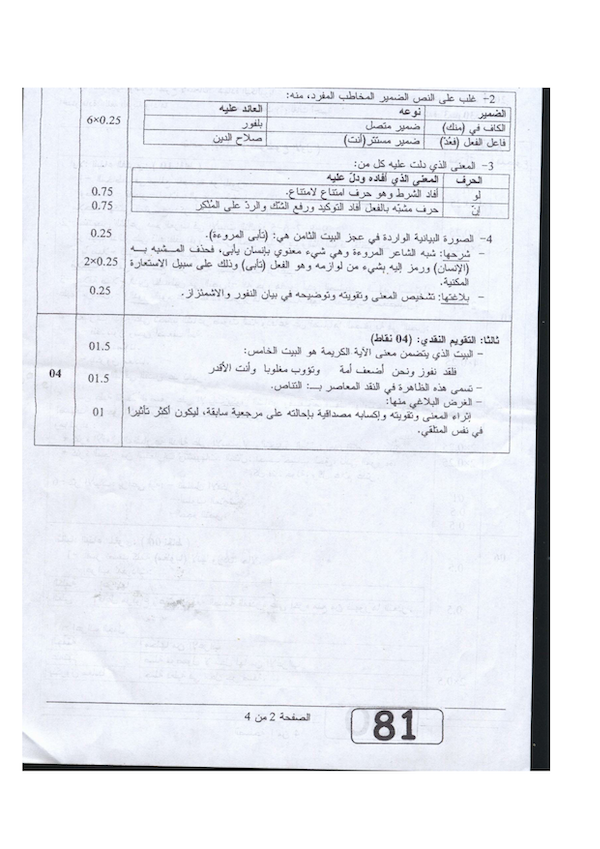 2- غلب على النص الضمير المخاطب المفرد، منه:
الضمير نوعه العائد عليه
الكاف في (منك) ضمير متصل بلفور
فاعل الفعل (فعُدْ) ضمير مستتر(أنت) صلاح الدين
6×0.25
3- المعنى الذي دلت عليه كل من:
الحرف المعنى الذي أفاده ودلّ عليه
لو أفاد الشرط وهو حرف امتناع لامتناع. 0.75
إنّ حرف مشبّه بالفعل أفاد التوكيد ورفع الشك والردّ على المُنْكِر 0.75
4- الصورة البيانية الواردة في عجز البيت الثامن هي: (تأبى المروءة). 0.25
- شرحها: شبه الشاعر المروءة وهي شيء معنوي بإنسان يأبى، فحذف المـشبه بـه
(الإنسان) ورمز إليه بشيء من لوازمه وهو الفعل (تأبى) وذلك على سبيل الاستعارة 2×0.25
المكنية.
- بلاغتها: تشخيص المعنى وتقويته وتوضيحه في بيان النفور والاشمئزاز. 0.25
ثالثا: التقويم النقدي: (04 نقاط)
- البيت الذي يتضمن معنى الآية الكريمة هو البيت الخامس: 01.5
فلقد نفوز ونحن أضعف أمة وتؤوب مغلوبا وأنت الأقدر
- تسمى هذه الظاهرة في النقد المعاصر بـ: التناص. 01.5 04
- الغرض البلاغي منها:
إثراء المعنى وتقويته وإكسابه مصداقية بإحالته على مرجعية سابقة، ليكون أكثر تأثيرا 01
في نفس المتلقي.
الصفحة 2 من 4
81